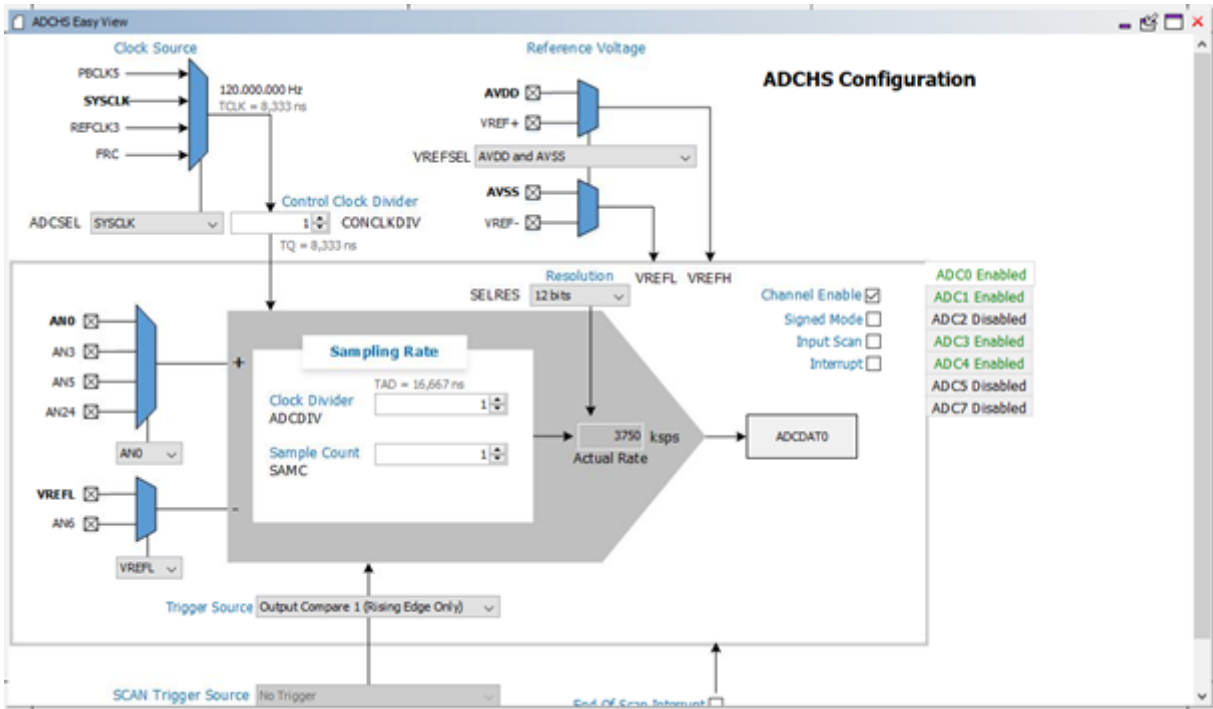 ADCHS Easy View
Clock Source
Reference Voltage
ADCHS Configuration
PBCLK5
SYSCLK
REFCLK3
FRC
120.000.000 Hz
TCLK = 8,333 ns
AVDD
VREF+
VREFSEL AVDD and AVSS
AVSS
VREF-
Control Clock Divider
ADCSEL SYSCLK 1 CONCLKDIV
TQ = 8,333 ns
Resolution VREFL VREFH
SELRES 12 bits
Channel Enable
Signed Mode
Input Scan
Interrupt
ADC0 Enabled
ADC1 Enabled
ADC2 Disabled
ADC3 Enabled
ADC4 Enabled
ADC5 Disabled
ADC7 Disabled
AN0
AN3
AN5
AN24
AN0
+
Sampling Rate
TAD = 16,667 ns
Clock Divider 1
ADCDIV
Sample Count 1
SAMC
3750 ksps
Actual Rate
ADCDAT0
VREFL
AN6
-
VREFL
Trigger Source Output Compare 1 (Rising Edge Only)
SCAN Trigger Source No Trigger
End Of Scan Interrupt